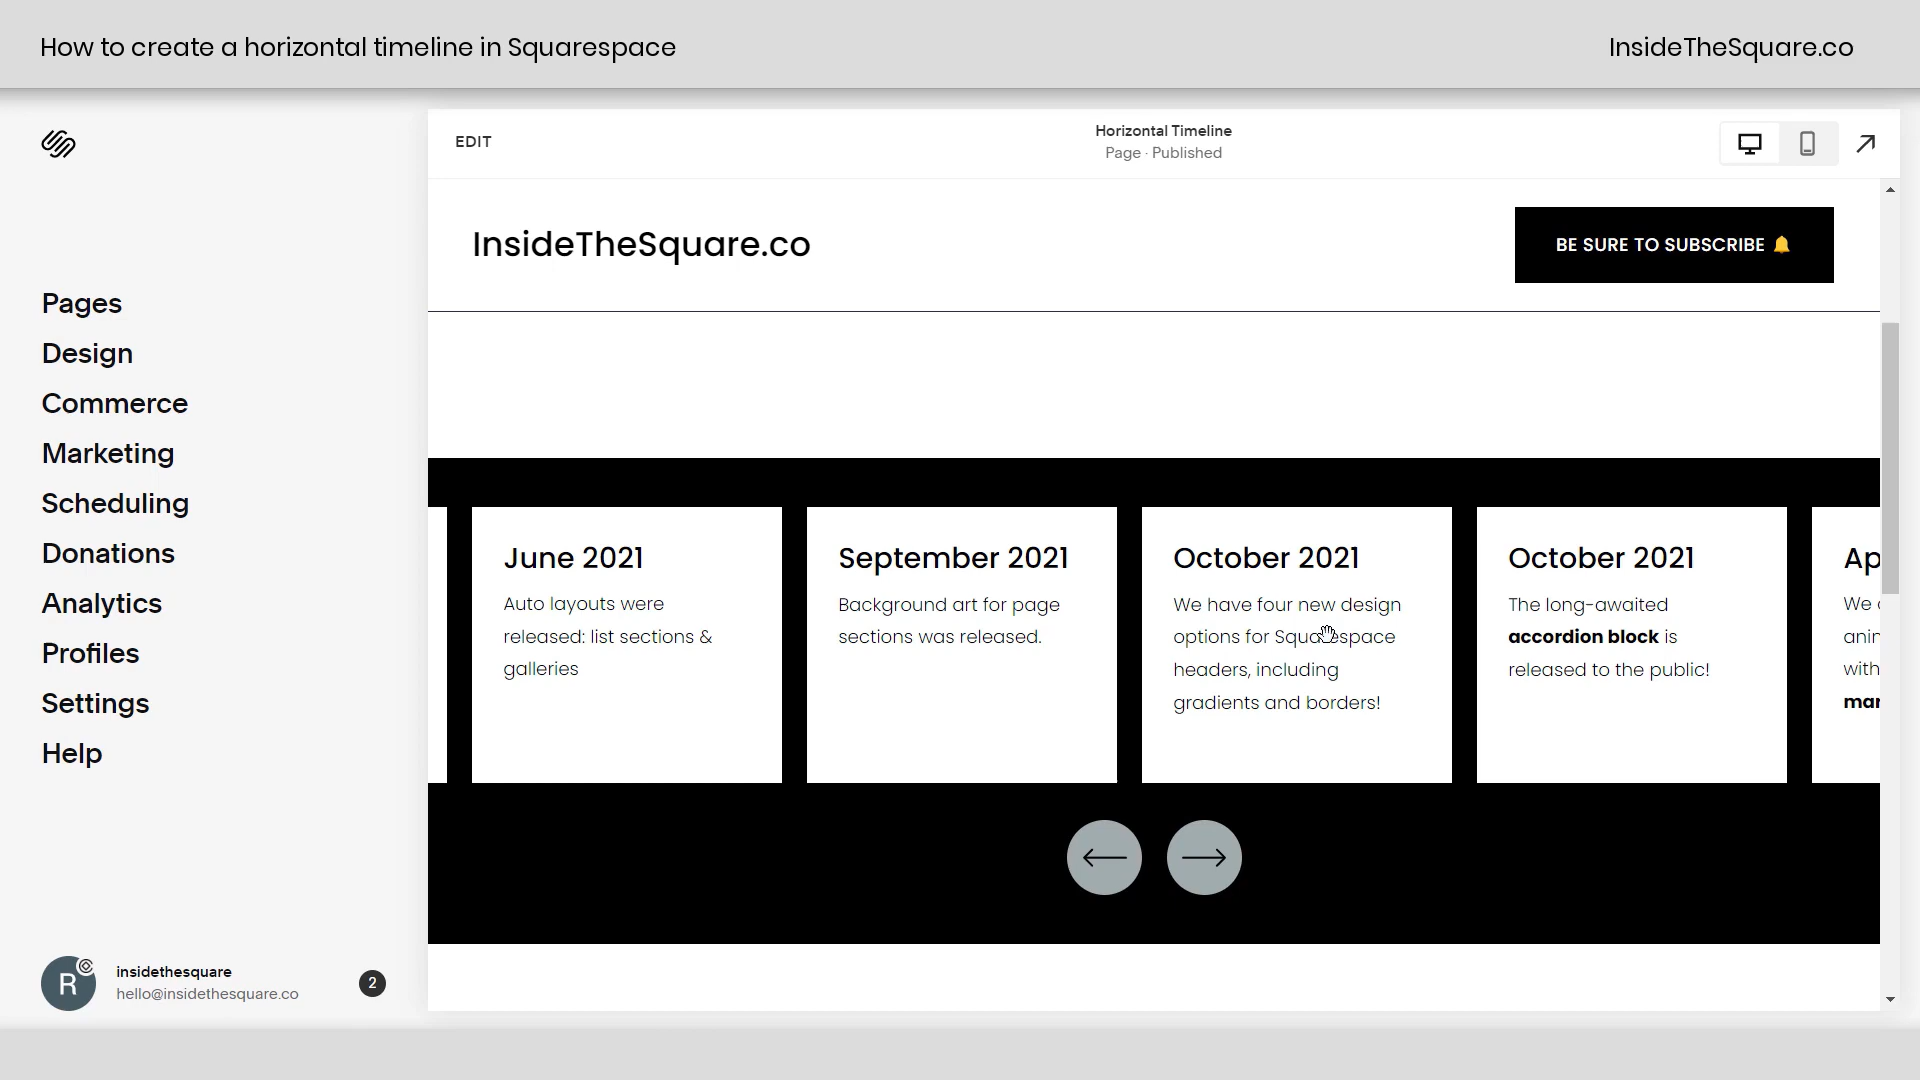 How to create a horizontal timeline in Squarespace
InsideTheSquare.co
EDIT
Horizontal Timeline
Page · Published
InsideTheSquare.co
BE SURE TO SUBSCRIBE 🔔
Pages
Design
Commerce
Marketing
Scheduling
Donations
Analytics
Profiles
Settings
Help
June 2021
Auto layouts were
released: list sections &
galleries
September 2021
Background art for page
sections was released.
October 2021
We have four new design
options for Squarespace
headers, including
gradients and borders!
October 2021
The long-awaited
accordion block is
released to the public!
Ap
We
anin
with
mar
R
insidethesquare
hello@insidethesquare.co
2